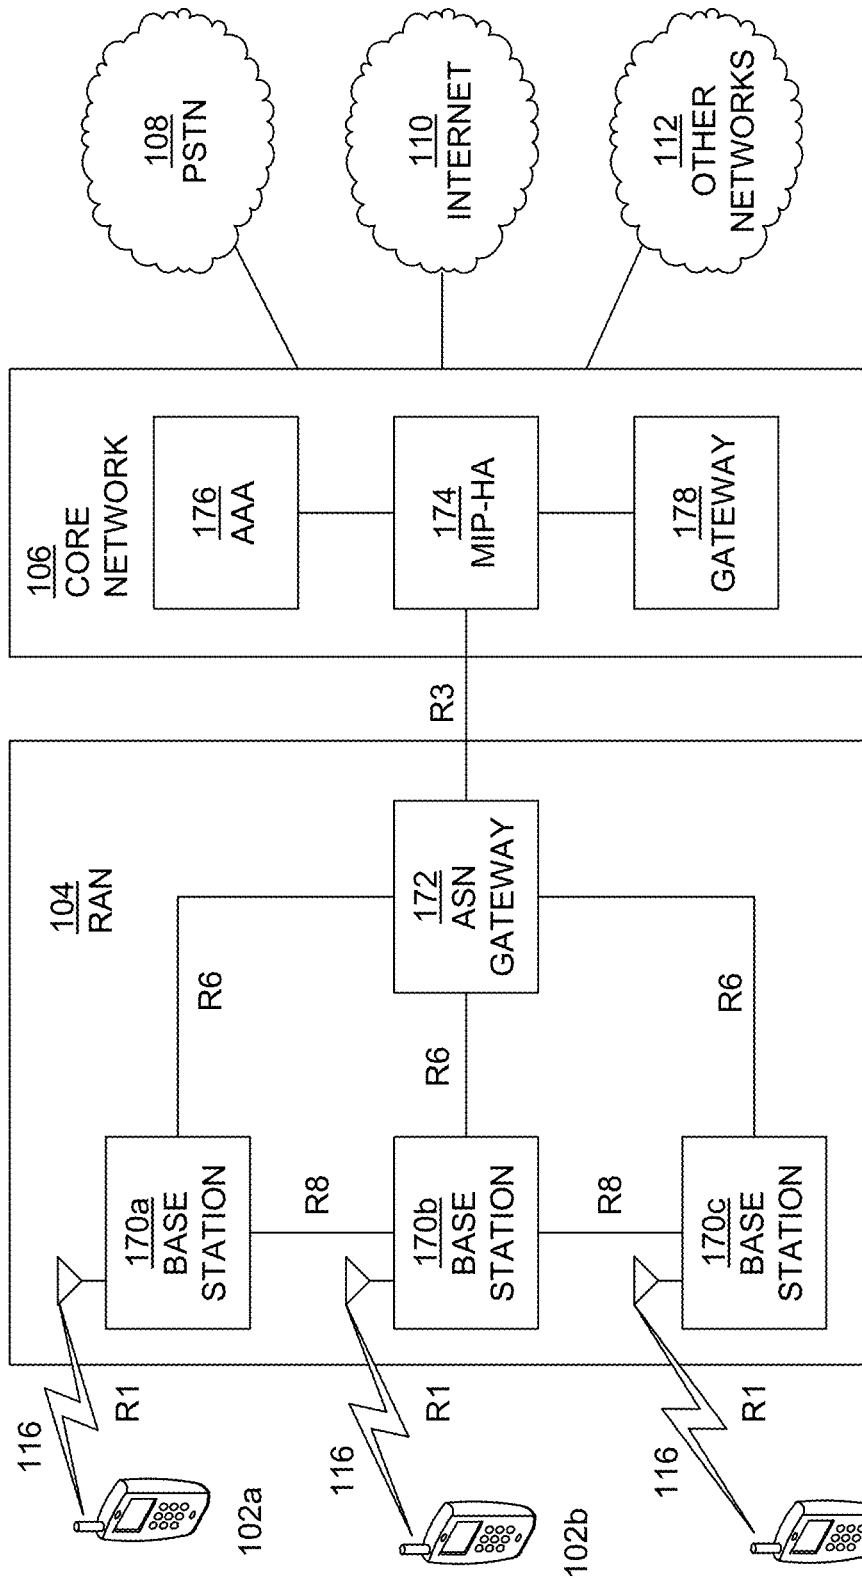 116
R1
102a
116
R1
102b
116
R1
104
RAN
170a
BASE
STATION
R8
170b
BASE
STATION
R8
170c
BASE
STATION
R6
R6
R6
172
ASN
GATEWAY
R3
106
CORE
NETWORK
176
AAA
174
MIP-HA
178
GATEWAY
108
PSTN
110
INTERNET
112
OTHER
NETWORKS